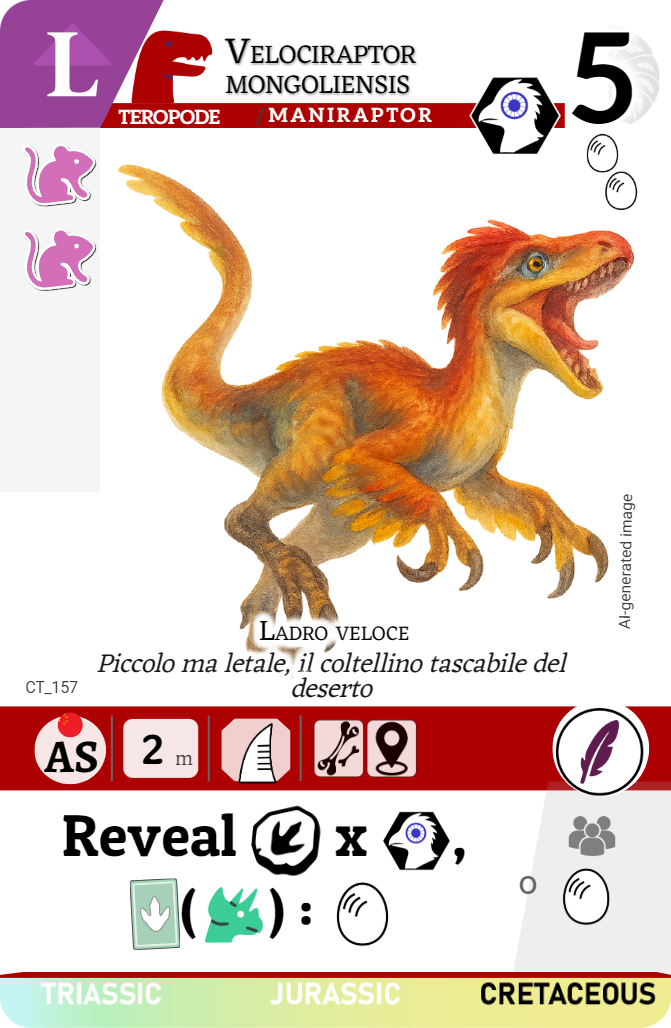 L
VELOCIRAPTOR
MONGOLIENSIS
5
TEROPODE / MANIRAPTOR
AI-generated image
LADRO VELOCE
Piccolo ma letale, il coltellino tascabile del
deserto
CT_157
AS
2 m
Reveal x ,
( ) :
O
TRIASSIC JURASSIC CRETACEOUS